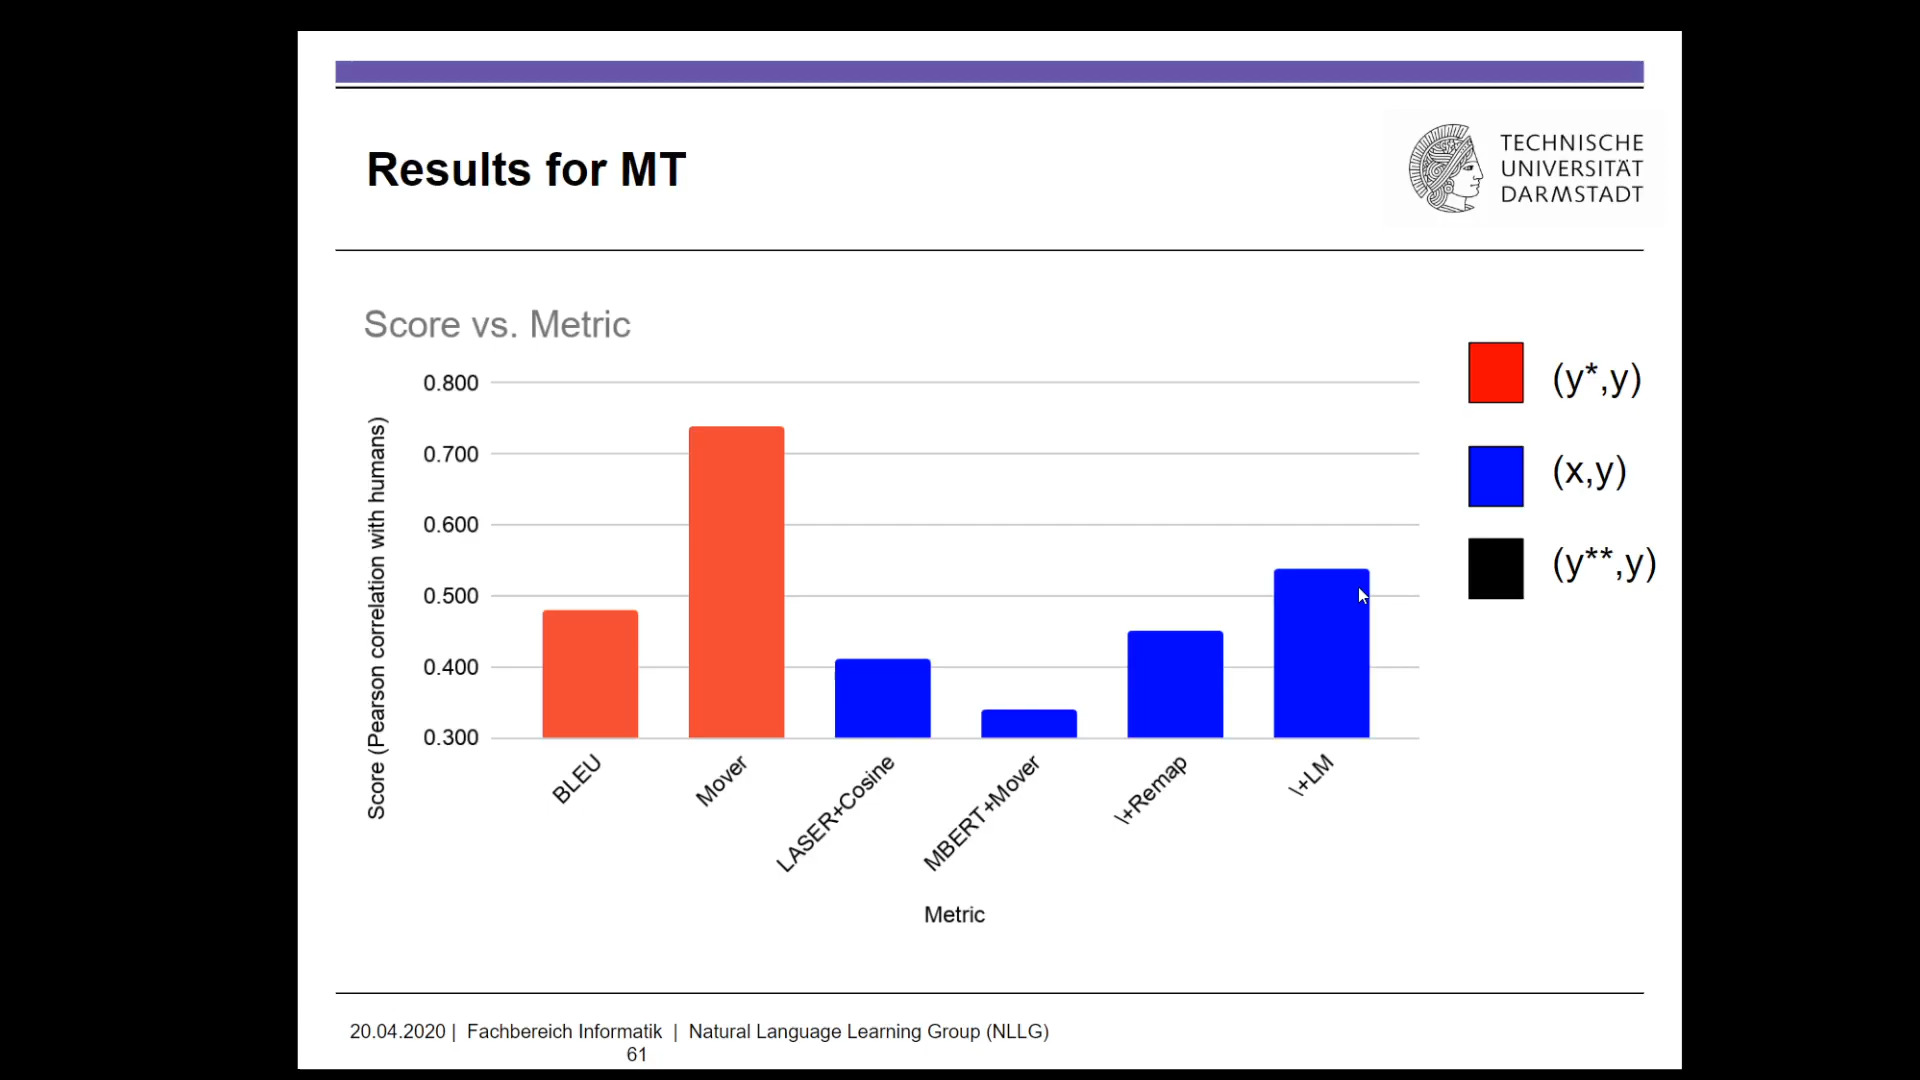 Results for MT
TECHNISCHE
UNIVERSITÄT
DARMSTADT
Score vs. Metric
Score (Pearson correlation with humans)
0.800
0.700
0.600
0.500
0.400
0.300
BLEU
Mover
LASER+Cosine
MBERT+Mover
\+Remap
\+LM
Metric
(y*,y)
(x,y)
(y**,y)
20.04.2020 | Fachbereich Informatik | Natural Language Learning Group (NLLG)
61